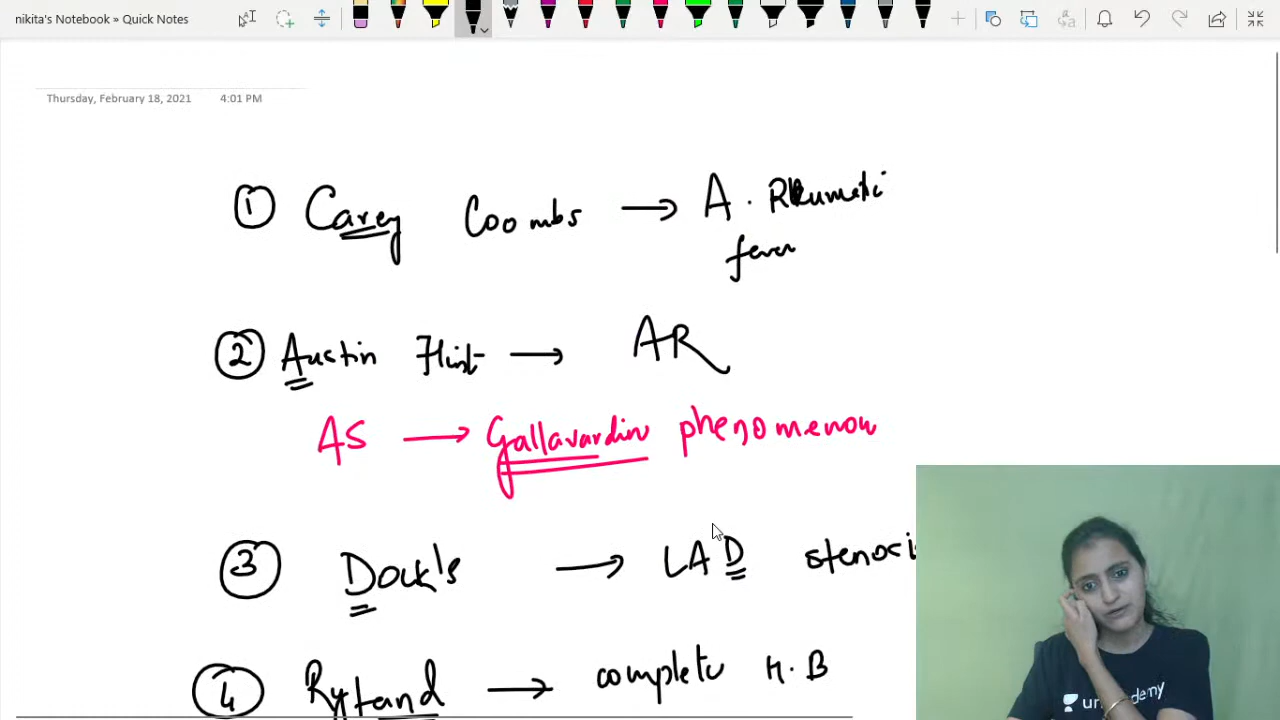 nikita's Notebook » Quick Notes
Thursday, February 18, 2021 4:01 PM
① Carey Coombs → A. Rheumatic
fever
② Austin Flint → AR
AS → Gallavardin phenomenon
③ Dock's → LAD stenosi
④ Rytand → complete H.B
unacademy